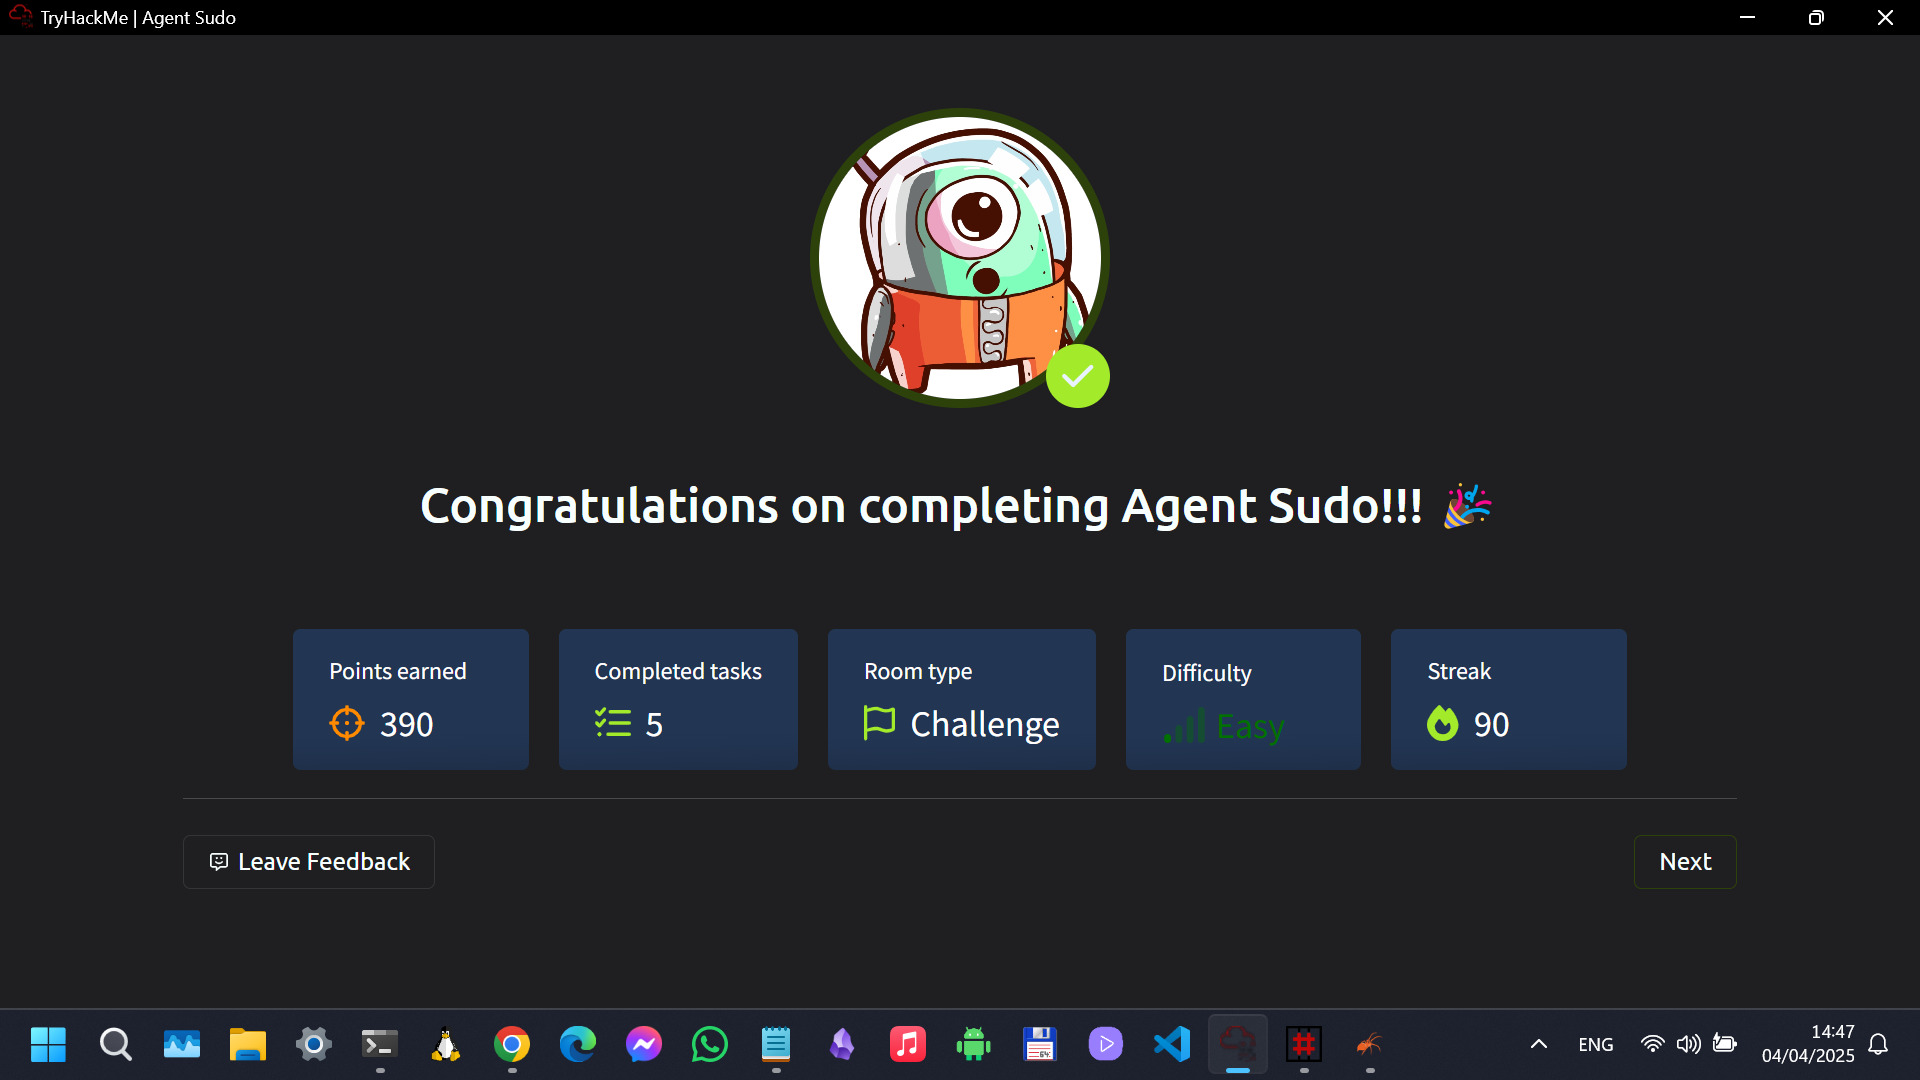 TryHackMe | Agent Sudo
Congratulations on completing Agent Sudo!!! 🎉
Points earned
390
Completed tasks
5
Room type
Challenge
Difficulty
Easy
Streak
90
Leave Feedback
Next
64
ENG
14:47
04/04/2025